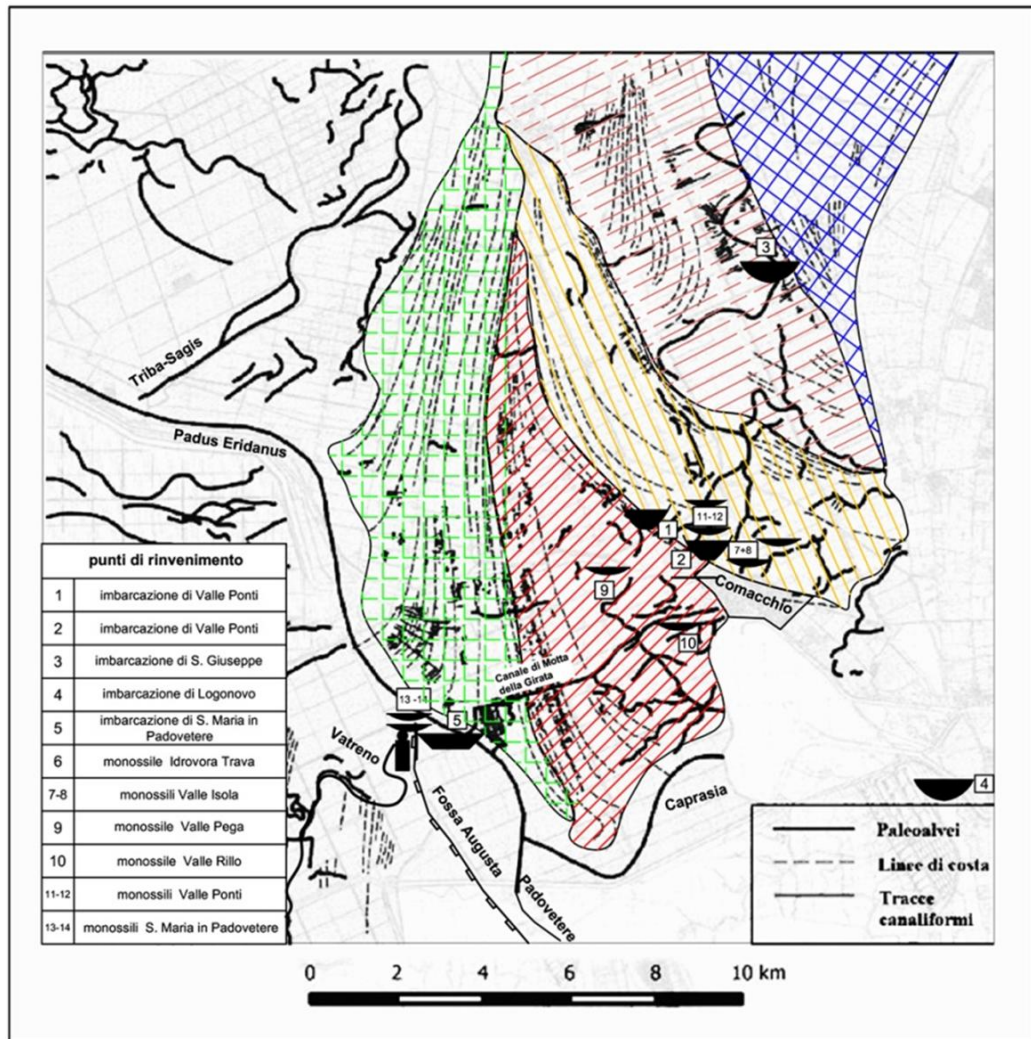 3
Triba-Sagis
Padus Eridanus
11-12
1
2
7+8
9
Comacchio
10
Canale di Motta
della Girata
13 -14
5
Vatreno
Fossa Augusta
Padovetere
Caprasia
4
punti di rinvenimento
1 imbarcazione di Valle Ponti
2 imbarcazione di Valle Ponti
3 imbarcazione di S. Giuseppe
4 imbarcazione di Logonovo
5 imbarcazione di S. Maria in
Padovetere
6 monossile Idrovora Trava
7-8 monossili Valle Isola
9 monossile Valle Pega
10 monossile Valle Rillo
11-12 monossili Valle Ponti
13-14 monossili S. Maria in Padovetere
Paleoalvei
Linee di costa
Tracce
canaliformi
0 2 4 6 8 10 km